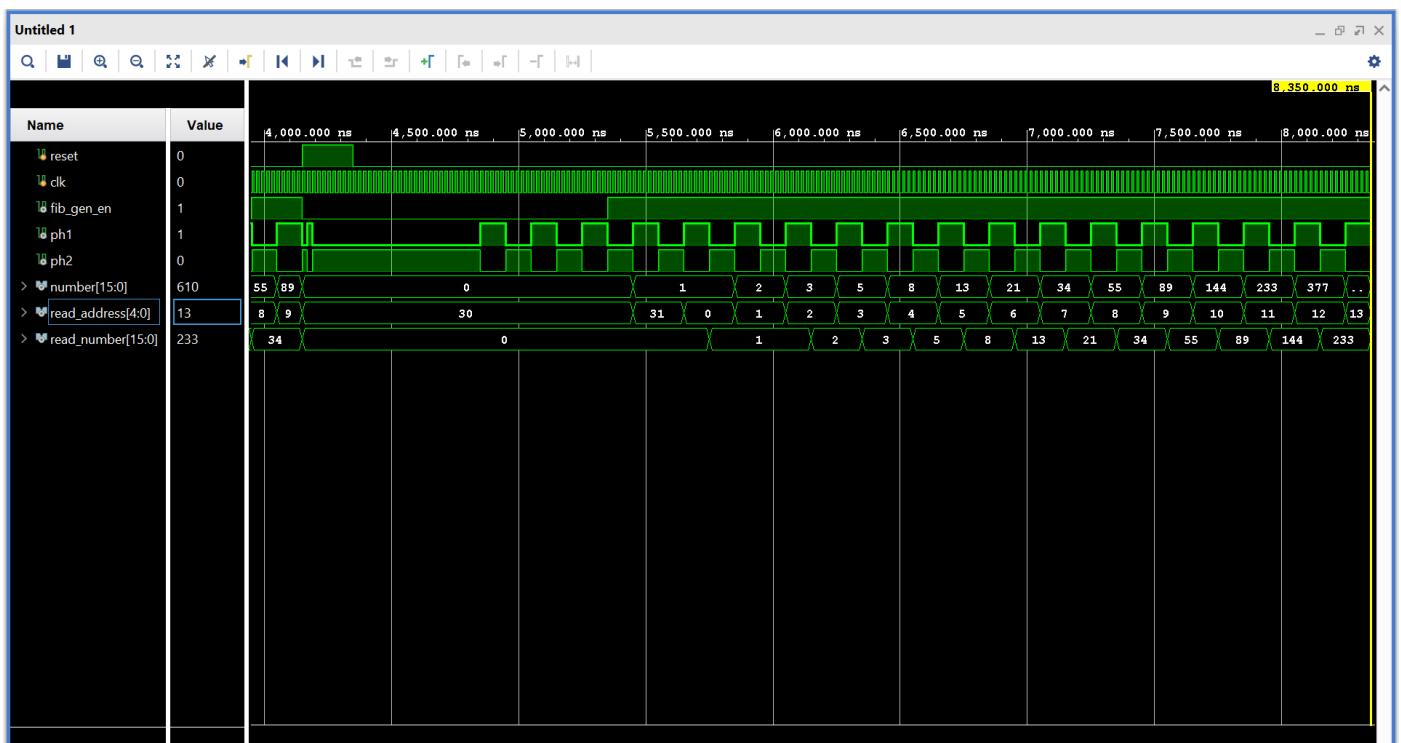 Untitled 1
8,350.000 ns
Name Value
4,000.000 ns 4,500.000 ns 5,000.000 ns 5,500.000 ns 6,000.000 ns 6,500.000 ns 7,000.000 ns 7,500.000 ns 8,000.000 ns
reset 0
clk 0
fib_gen_en 1
ph1 1
ph2 0
number[15:0] 610 55 89 0 1 2 3 5 8 13 21 34 55 89 144 233 377 ..
read_address[4:0] 13 8 9 30 31 0 1 2 3 4 5 6 7 8 9 10 11 12 13
read_number[15:0] 233 34 0 1 2 3 5 8 13 21 34 55 89 144 233